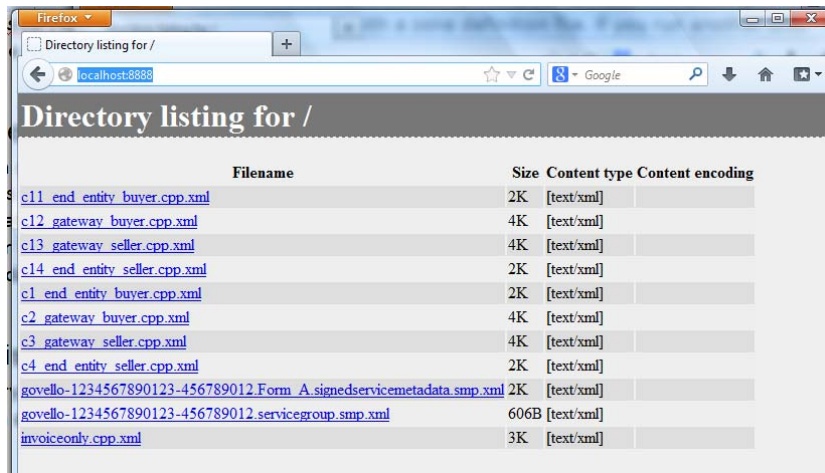 Firefox
Directory listing for /
localhost:8888
Google
Directory listing for /
Filename Size Content type Content encoding
c11_end_entity_buyer.cpp.xml 2K [text/xml]
c12_gateway_buyer.cpp.xml 4K [text/xml]
c13_gateway_seller.cpp.xml 4K [text/xml]
c14_end_entity_seller.cpp.xml 2K [text/xml]
c1_end_entity_buyer.cpp.xml 2K [text/xml]
c2_gateway_buyer.cpp.xml 4K [text/xml]
c3_gateway_seller.cpp.xml 4K [text/xml]
c4_end_entity_seller.cpp.xml 2K [text/xml]
govello-1234567890123-456789012.Form_A.signedservicemetadata.smp.xml 2K [text/xml]
govello-1234567890123-456789012.servicegroup.smp.xml 606B [text/xml]
invoiceonly.cpp.xml 3K [text/xml]